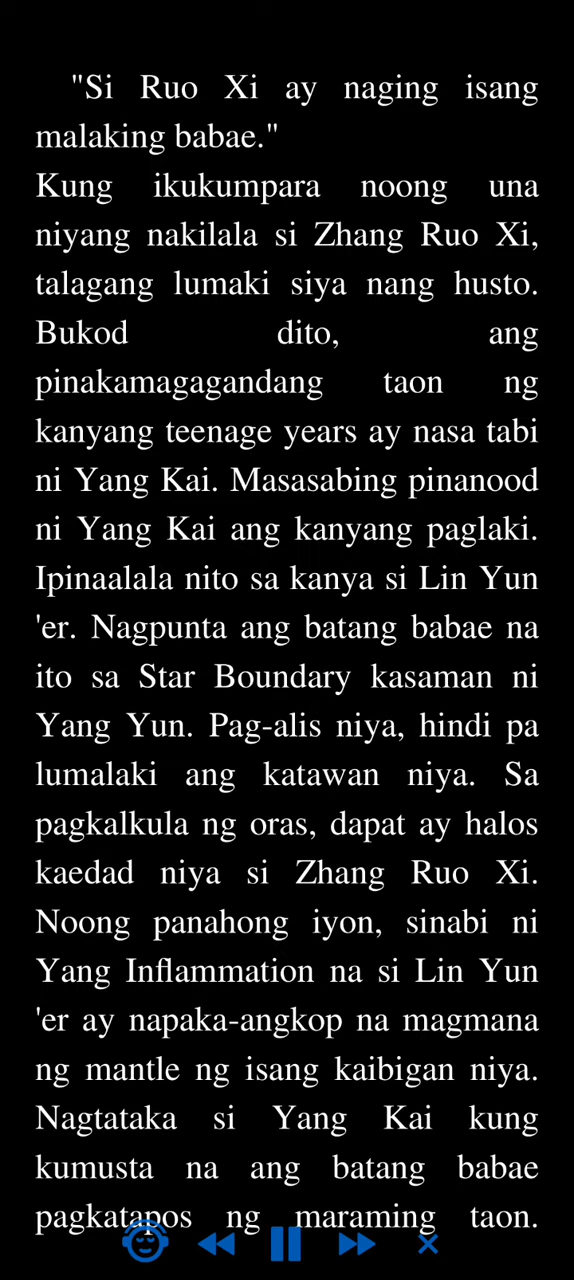 "Si Ruo Xi ay naging isang
malaking babae."
Kung ikukumpara noong una
niyang nakilala si Zhang Ruo Xi,
talagang lumaki siya nang husto.
Bukod dito, ang
pinakamagagandang taon ng
kanyang teenage years ay nasa tabi
ni Yang Kai. Masasabing pinanood
ni Yang Kai ang kanyang paglaki.
Ipinaalala nito sa kanya si Lin Yun
'er. Nagpunta ang batang babae na
ito sa Star Boundary kasaman ni
Yang Yun. Pag-alis niya, hindi pa
lumalaki ang katawan niya. Sa
pagkalkula ng oras, dapat ay halos
kaedad niya si Zhang Ruo Xi.
Noong panahong iyon, sinabi ni
Yang Inflammation na si Lin Yun
'er ay napaka-angkop na magmana
ng mantle ng isang kaibigan niya.
Nagtataka si Yang Kai kung
kumusta na ang batang babae
pagkatapos ng maraming taon.